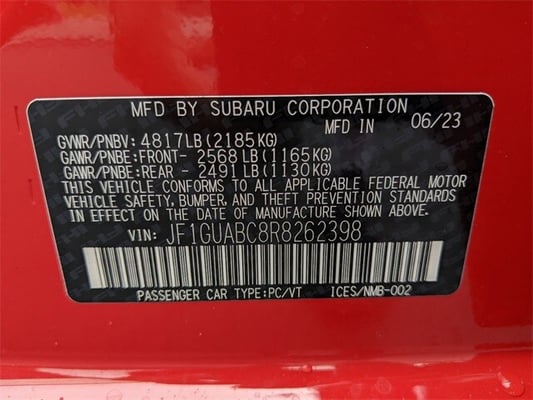 MFD BY SUBARU CORPORATION
MFD IN 06/23
GVWR/PNBV: 4817LB(2185KG)
GAWR/PNBE:FRONT- 2568LB(1165KG)
GAWR/PNBE:REAR - 2491LB(1130KG)
THIS VEHICLE CONFORMS TO ALL APPLICABLE FEDERAL MOTOR
VEHICLE SAFETY, BUMPER, AND THEFT PREVENTION STANDARDS
IN EFFECT ON THE DATE OF MANUFACTURE SHOWN ABOVE.
VIN: JF1GUABC8R8262398
PASSENGER CAR TYPE:PC/VT ICES/NMB-002